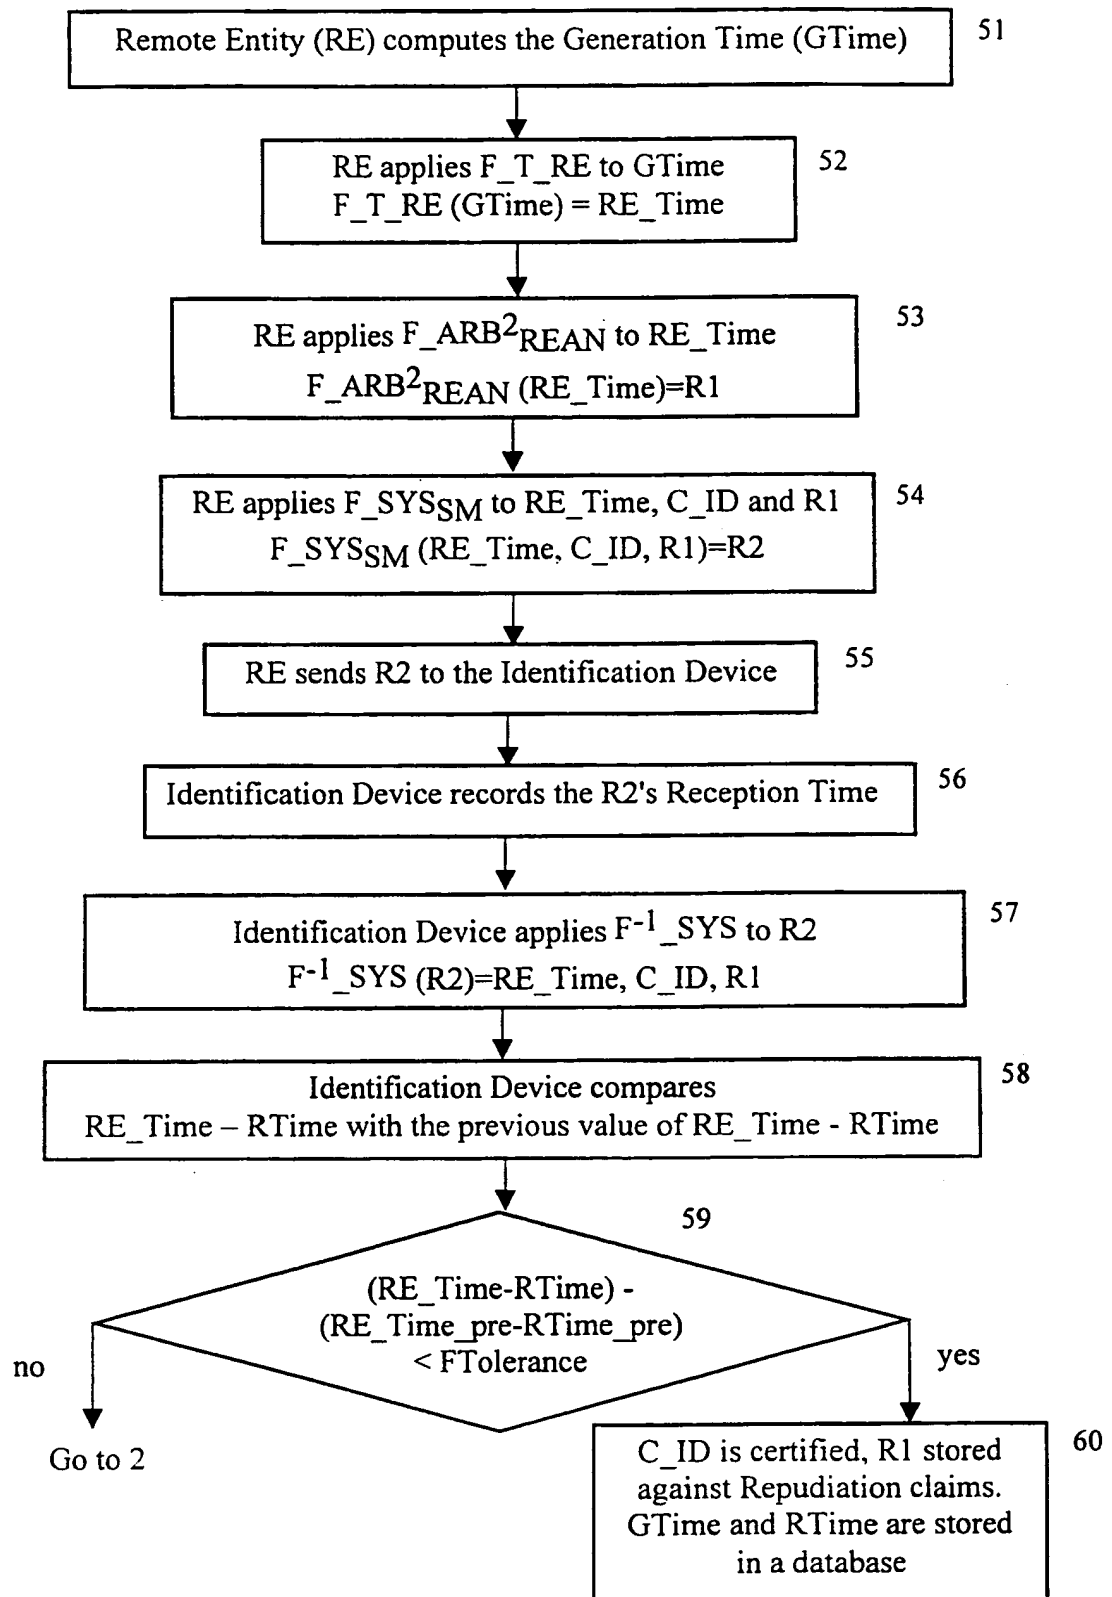 Remote Entity (RE) computes the Generation Time (GTime)
51
RE applies F_T_RE to GTime
F_T_RE (GTime) = RE_Time
52
RE applies F_ARB²REAN to RE_Time
F_ARB²REAN (RE_Time)=R1
53
RE applies F_SYSSM to RE_Time, C_ID and R1
F_SYSSM (RE_Time, C_ID, R1)=R2
54
RE sends R2 to the Identification Device
55
Identification Device records the R2's Reception Time
56
Identification Device applies F⁻¹_SYS to R2
F⁻¹_SYS (R2)=RE_Time, C_ID, R1
57
Identification Device compares
RE_Time – RTime with the previous value of RE_Time - RTime
58
59
(RE_Time-RTime) -
(RE_Time_pre-RTime_pre)
< FTolerance
no
yes
Go to 2
C_ID is certified, R1 stored
against Repudiation claims.
GTime and RTime are stored
in a database
60